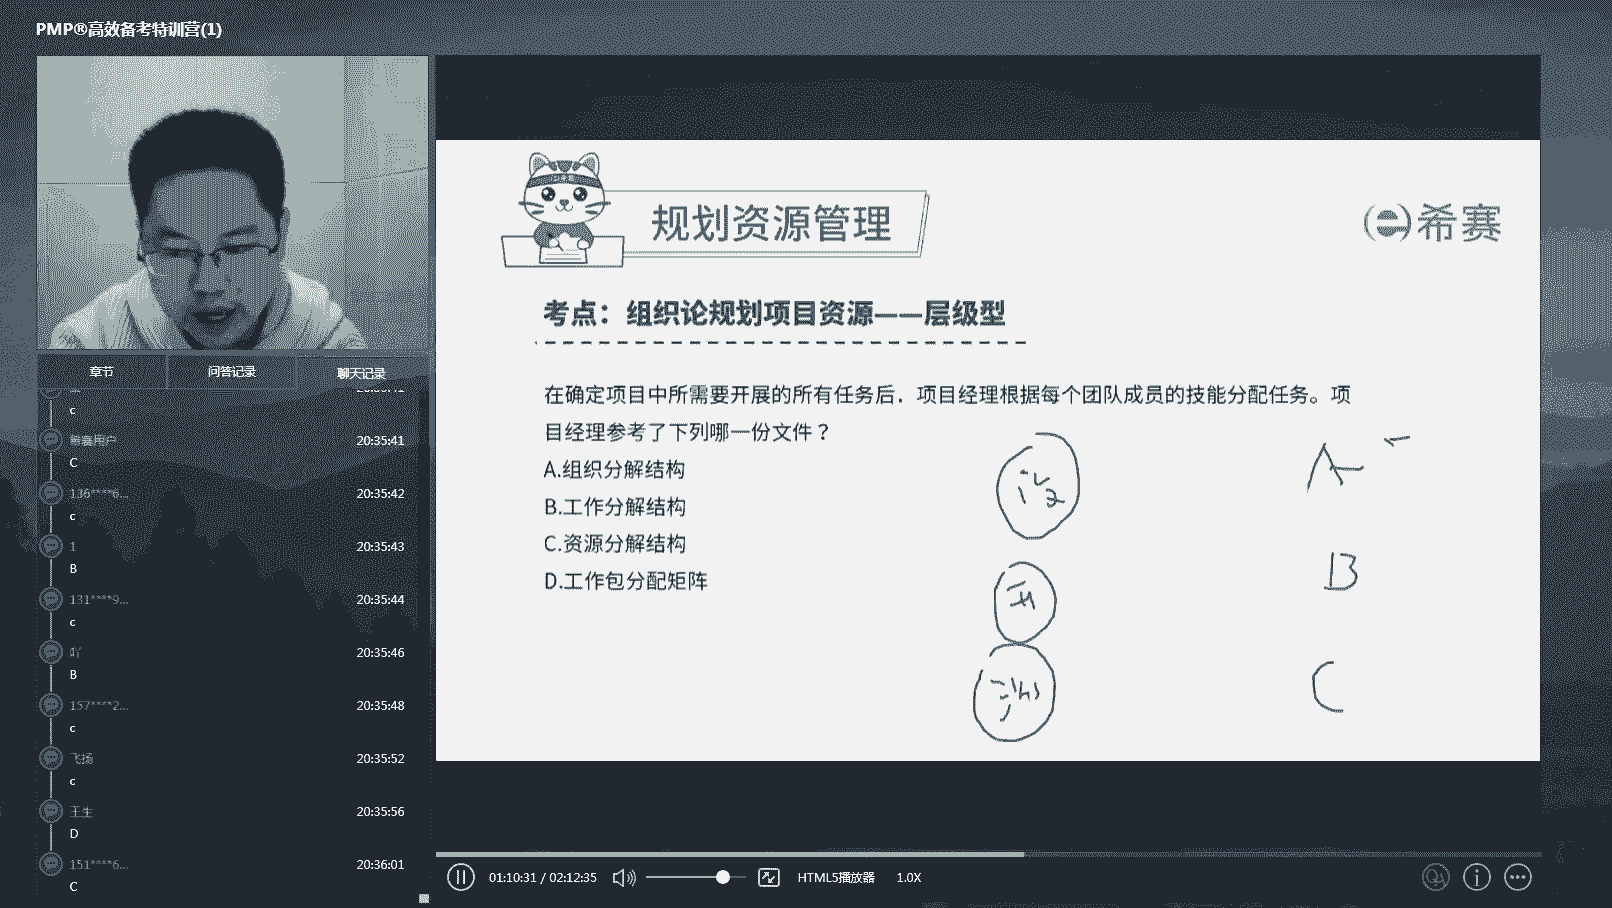 PMP®高效备考特训营(1)
章节
问答记录
聊天记录
c
希赛用户
20:35:41
C
136****6...
20:35:42
c
1
20:35:43
B
131****9...
20:35:44
c
吖
20:35:46
B
157****2...
20:35:48
c
飞扬
20:35:52
c
王生
20:35:56
D
151****6...
20:36:01
C
规划资源管理
希赛
考点：组织论规划项目资源——层级型
在确定项目中所需要开展的所有任务后．项目经理根据每个团队成员的技能分配任务。项
目经理参考了下列哪一份文件？
A.组织分解结构
B.工作分解结构
C.资源分解结构
D.工作包分配矩阵
A
B
C
01:10:31 / 02:12:35
HTML5播放器
1.0X